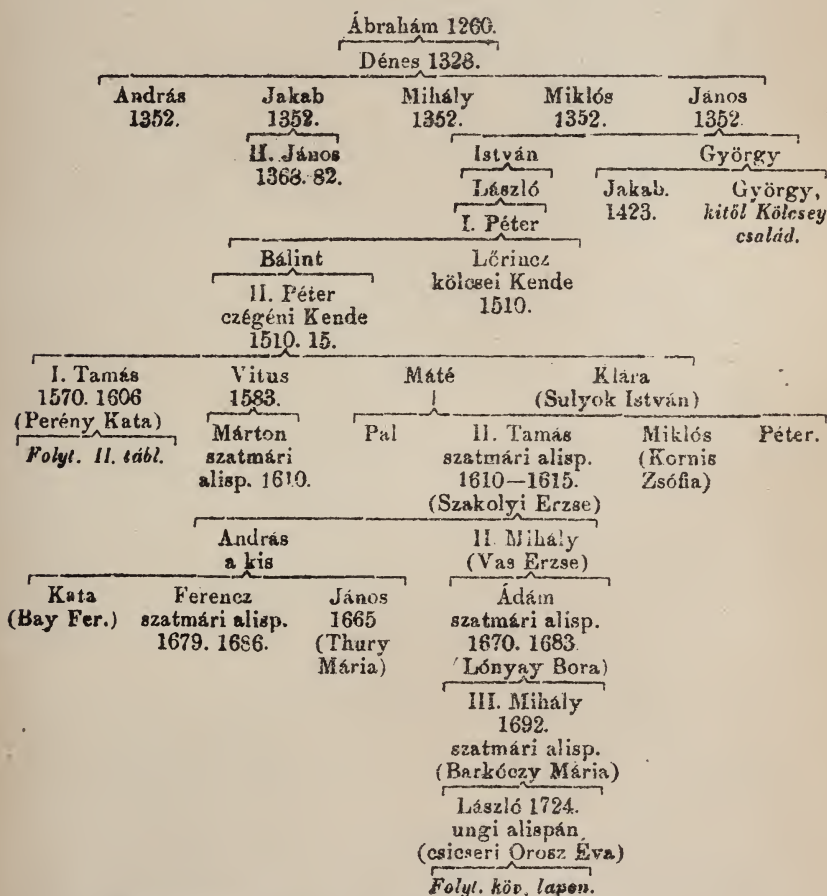 Ábrahám 1260.
Dénes 1328.
András Jakab Mihály Miklós János
1352. 1352. 1352. 1352. 1352.
II. János István György
1368. 82.
László Jakab. György,
1423. kitől Kölcsey
I. Péter család.
Bálint Lőrincz
kölcsei Kende
II. Péter 1510.
czégéni Kende
1510. 15.
I. Tamás Vitus Máté Klára
1570. 1606 1583. (Sulyok István)
(Perény Kata)
Folyt. II. tábl. Márton Pal II. Tamás Miklós Péter.
szatmári szatmári alisp. (Kornis
alisp. 1610. 1610—1615. Zsófia)
(Szakolyi Erzse)
András II. Mihály
a kis (Vas Erzse)
Kata Ferencz János Ádám
(Bay Fer.) szatmári alisp. 1665 szatmári alisp.
1679. 1686. (Thury 1670. 1683.
Mária) (Lónyay Bora)
III. Mihály
1692.
szatmári alisp.
(Barkóczy Mária)
László 1724.
ungi alispán
(csicseri Orosz Éva)
Folyt. köv. lapon.